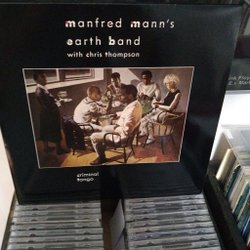 manfred mann's
earth band
with chris thompson
criminal
tango